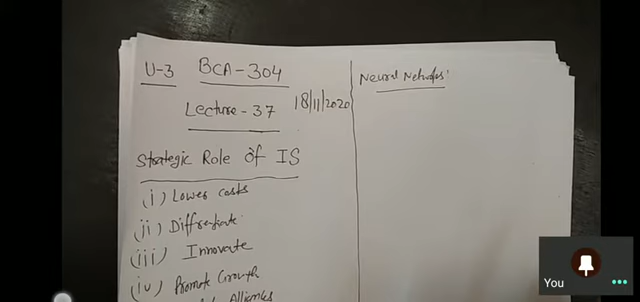 U-3 BCA-304
Lecture-37 18/11/2020
Strategic Role of IS
(i) Lower costs
(ii) Differentiate
(iii) Innovate
(iv) Promote Growth
Alliances
Neural Networks:
You